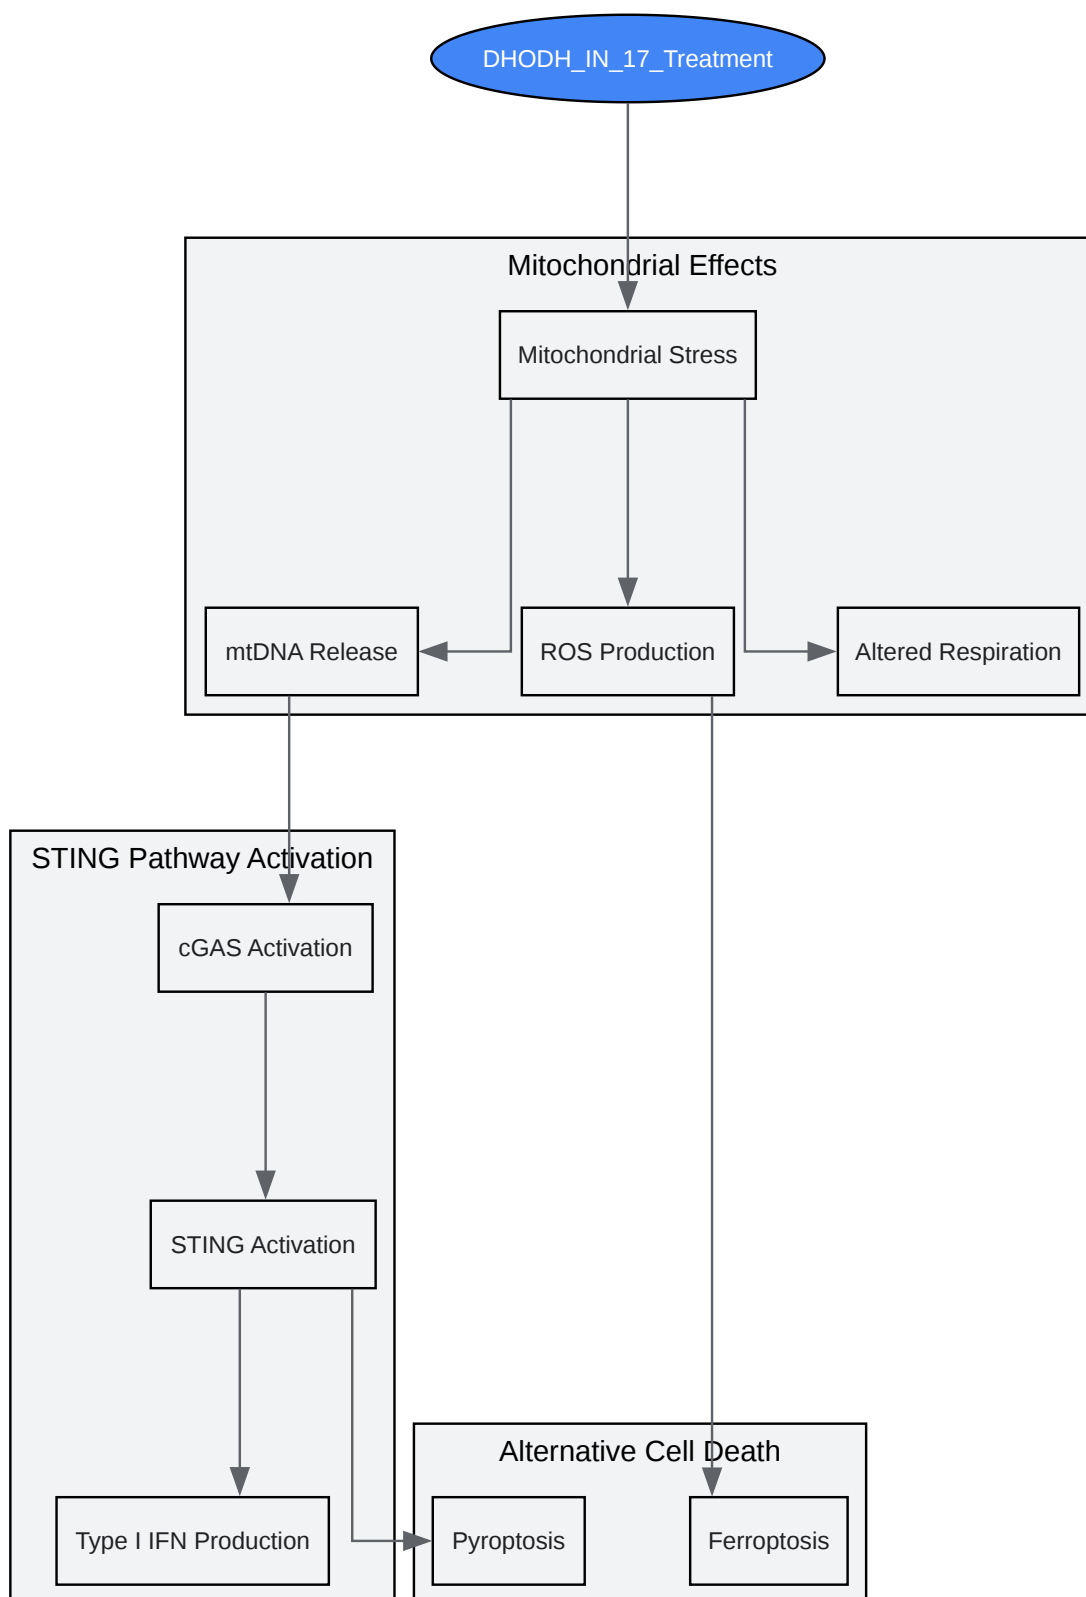 DHODH_IN_17_Treatment
Mitochondrial Effects
Mitochondrial Stress
mtDNA Release
ROS Production
Altered Respiration
STING Pathway Activation
cGAS Activation
STING Activation
Type I IFN Production
Alternative Cell Death
Pyroptosis
Ferroptosis